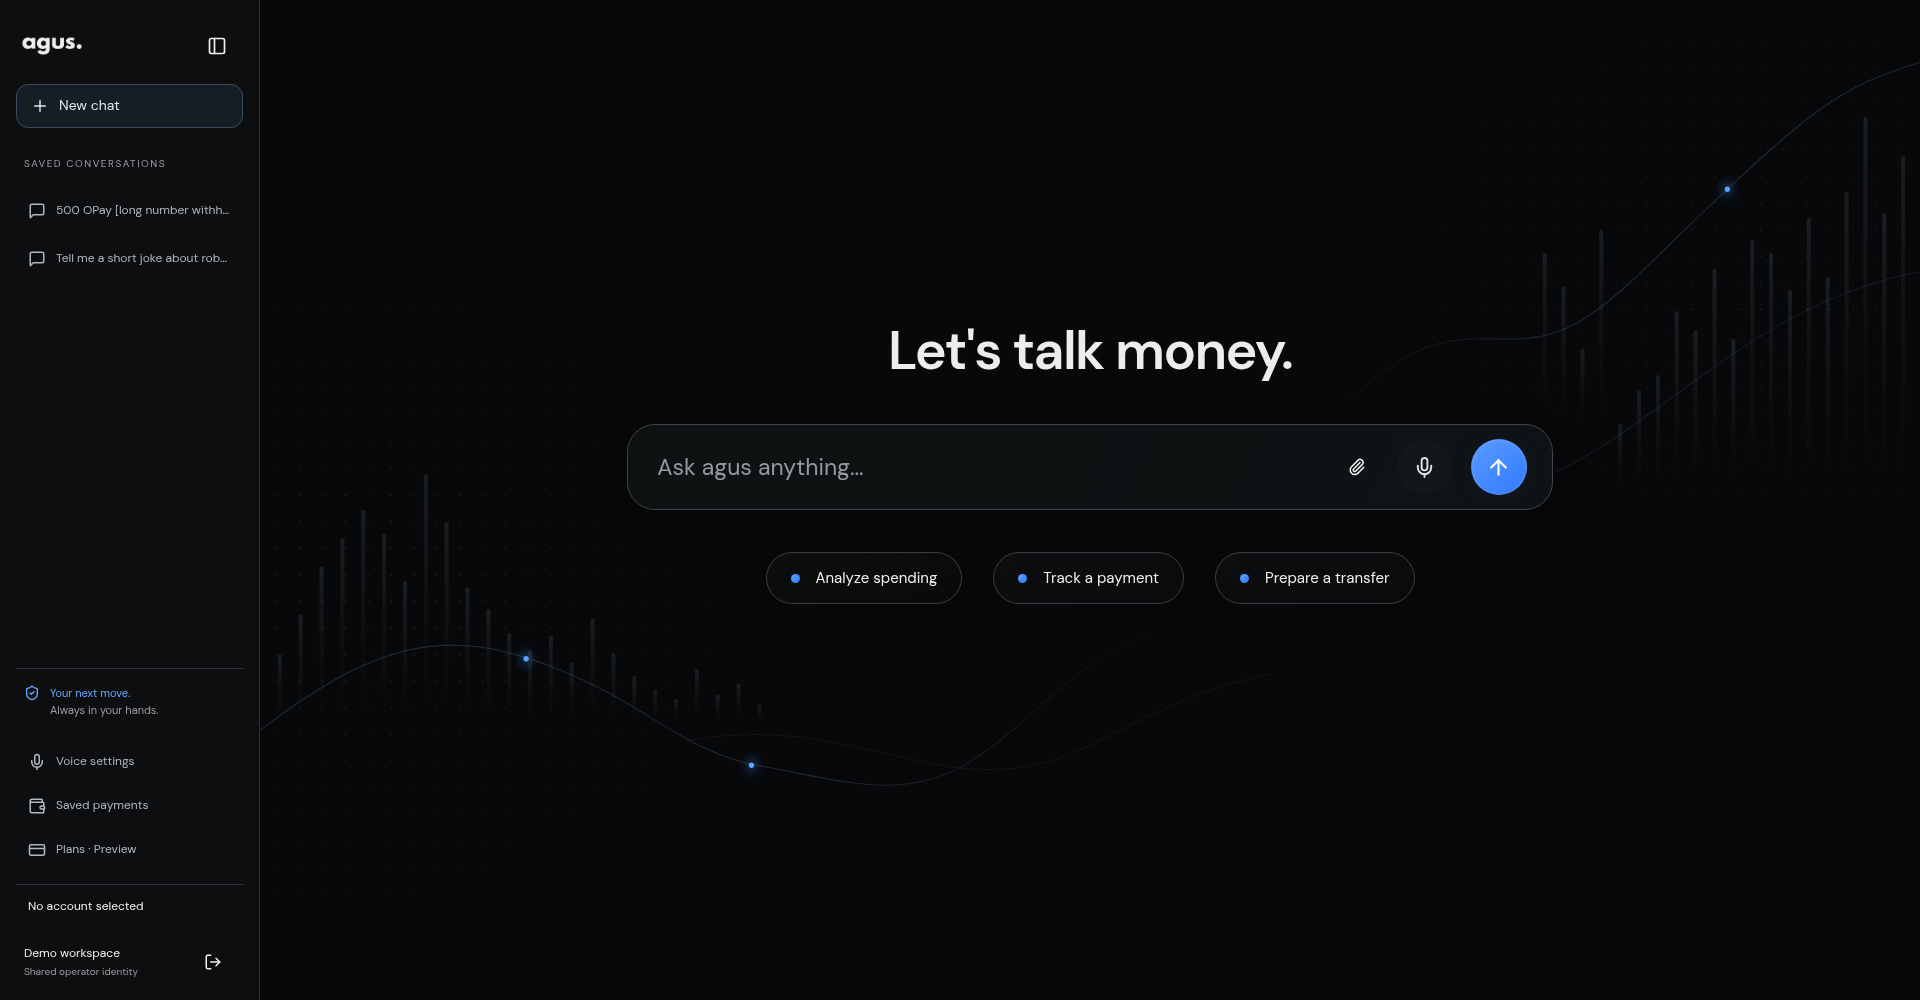 agus.
New chat
SAVED CONVERSATIONS
500 OPay [long number withh...
Tell me a short joke about rob...
Your next move.
Always in your hands.
Voice settings
Saved payments
Plans · Preview
No account selected
Demo workspace
Shared operator identity
Let's talk money.
Ask agus anything...
Analyze spending
Track a payment
Prepare a transfer